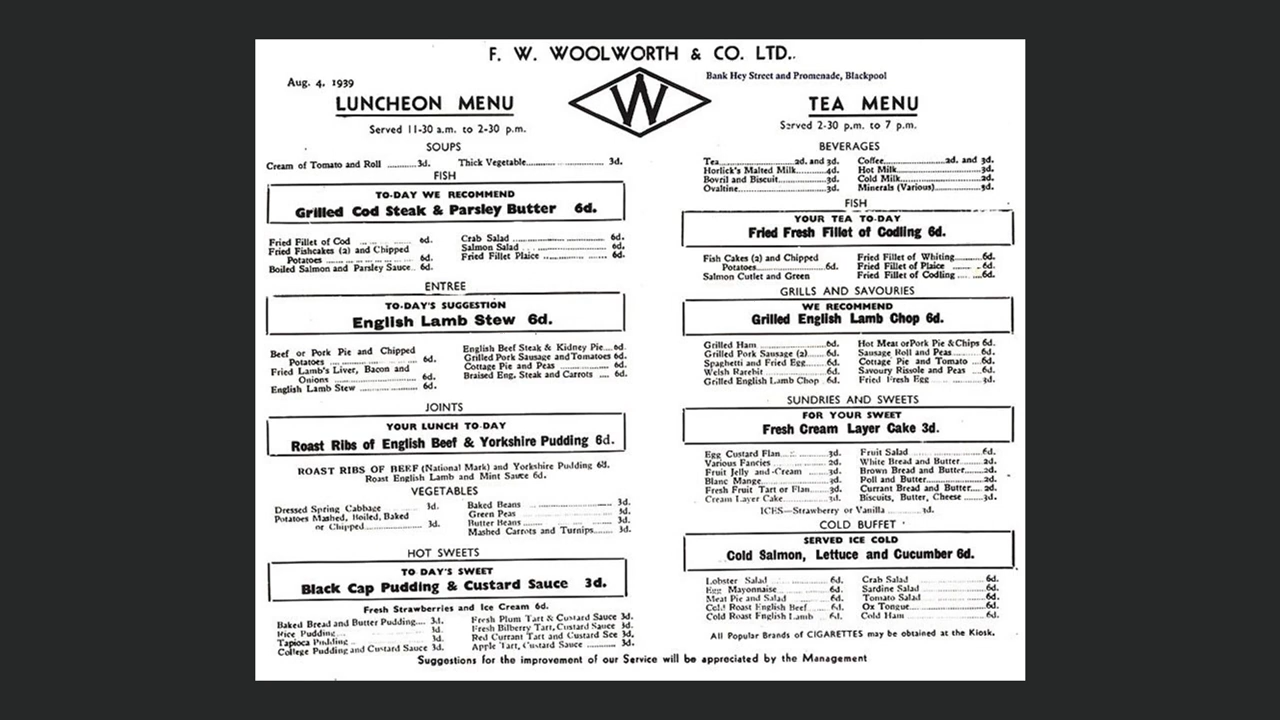 F. W. WOOLWORTH & CO. LTD.
Aug. 4, 1939
Bank Hey Street and Promenade, Blackpool
W
LUNCHEON MENU
Served 11-30 a.m. to 2-30 p.m.
SOUPS
Cream of Tomato and Roll ..........3d.
Thick Vegetable.......... 3d.
FISH
TO-DAY WE RECOMMEND
Grilled Cod Steak & Parsley Butter 6d.
Fried Fillet of Cod .......... 6d.
Fried Fishcakes (2) and Chipped
Potatoes .......... 6d.
Boiled Salmon and Parsley Sauce.. 6d.
Crab Salad .......... 6d.
Salmon Salad .......... 6d.
Fried Fillet Plaice .......... 6d.
ENTREE
TO-DAY'S SUGGESTION
English Lamb Stew 6d.
Beef or Pork Pie and Chipped
Potatoes .......... 6d.
Fried Lamb's Liver, Bacon and
Onions .......... 6d.
English Lamb Stew .......... 6d.
English Beef Steak & Kidney Pie....6d.
Grilled Pork Sausage and Tomatoes 6d.
Cottage Pie and Peas .......... 6d.
Braised Eng. Steak and Carrots .... 6d.
JOINTS
YOUR LUNCH TO-DAY
Roast Ribs of English Beef & Yorkshire Pudding 6d.
ROAST RIBS OF BEEF (National Mark) and Yorkshire Pudding 6d.
Roast English Lamb and Mint Sauce 6d.
VEGETABLES
Dressed Spring Cabbage .......... 3d.
Potatoes Mashed, Boiled, Baked
or Chipped.......... 3d.
Baked Beans .......... 3d.
Green Peas .......... 3d.
Butter Beans .......... 3d.
Mashed Carrots and Turnips....... 3d.
HOT SWEETS
TO DAY'S SWEET
Black Cap Pudding & Custard Sauce 3d.
Fresh Strawberries and Ice Cream 6d.
Baked Bread and Butter Pudding.... 3d.
Rice Pudding.......... 3d.
Tapioca Pudding .......... 3d.
College Pudding and Custard Sauce 3d.
Fresh Plum Tart & Custard Sauce 3d.
Fresh Bilberry Tart, Custard Sauce 3d.
Red Currant Tart and Custard Sce 3d.
Apple Tart, Custard Sauce .......... 3d.
TEA MENU
Served 2-30 p.m. to 7 p.m.
BEVERAGES
Tea..........2d. and 3d.
Horlick's Malted Milk..........4d.
Bovril and Biscuit..........3d.
Ovaltine..........3d.
Coffee..........2d. and 3d.
Hot Milk..........3d.
Cold Milk..........2d.
Minerals (Various)..........3d.
FISH
YOUR TEA TO-DAY
Fried Fresh Fillet of Codling 6d.
Fish Cakes (2) and Chipped
Potatoes..........6d.
Salmon Cutlet and Green
Fried Fillet of Whiting..........6d.
Fried Fillet of Plaice ..........6d.
Fried Fillet of Codling ..........6d.
GRILLS AND SAVOURIES
WE RECOMMEND
Grilled English Lamb Chop 6d.
Grilled Ham ..........6d.
Grilled Pork Sausage (2)......6d.
Spaghetti and Fried Egg......6d.
Welsh Rarebit ..........6d.
Grilled English Lamb Chop . 6d.
Hot Meat or Pork Pie & Chips 6d.
Sausage Roll and Peas..........6d.
Cottage Pie and Tomato ....6d.
Savoury Rissole and Peas ....6d.
Fried Fresh Egg ..........3d.
SUNDRIES AND SWEETS
FOR YOUR SWEET
Fresh Cream Layer Cake 3d.
Egg Custard Flan..........3d.
Various Fancies ..........2d.
Fruit Jelly and Cream ..........3d.
Blanc Mange..........3d.
Fresh Fruit Tart or Flan......3d.
Cream Layer Cake..........3d.
Fruit Salad ..........6d.
White Bread and Butter......2d.
Brown Bread and Butter......2d.
Poll and Butter..........2d.
Currant Bread and Butter....2d.
Biscuits, Butter, Cheese ......3d.
ICES—Strawberry or Vanilla ..........3d.
COLD BUFFET
SERVED ICE COLD
Cold Salmon, Lettuce and Cucumber 6d.
Lobster Salad .......... 6d.
Egg Mayonnaise.......... 6d.
Meat Pie and Salad .......... 6d.
Cold Roast English Beef...... 6d.
Cold Roast English Lamb .. 6d.
Crab Salad .......... 6d.
Sardine Salad .......... 6d.
Tomato Salad .......... 6d.
Ox Tongue.......... 6d.
Cold Ham .......... 6d.
All Popular Brands of CIGARETTES may be obtained at the Kiosk.
Suggestions for the improvement of our Service will be appreciated by the Management